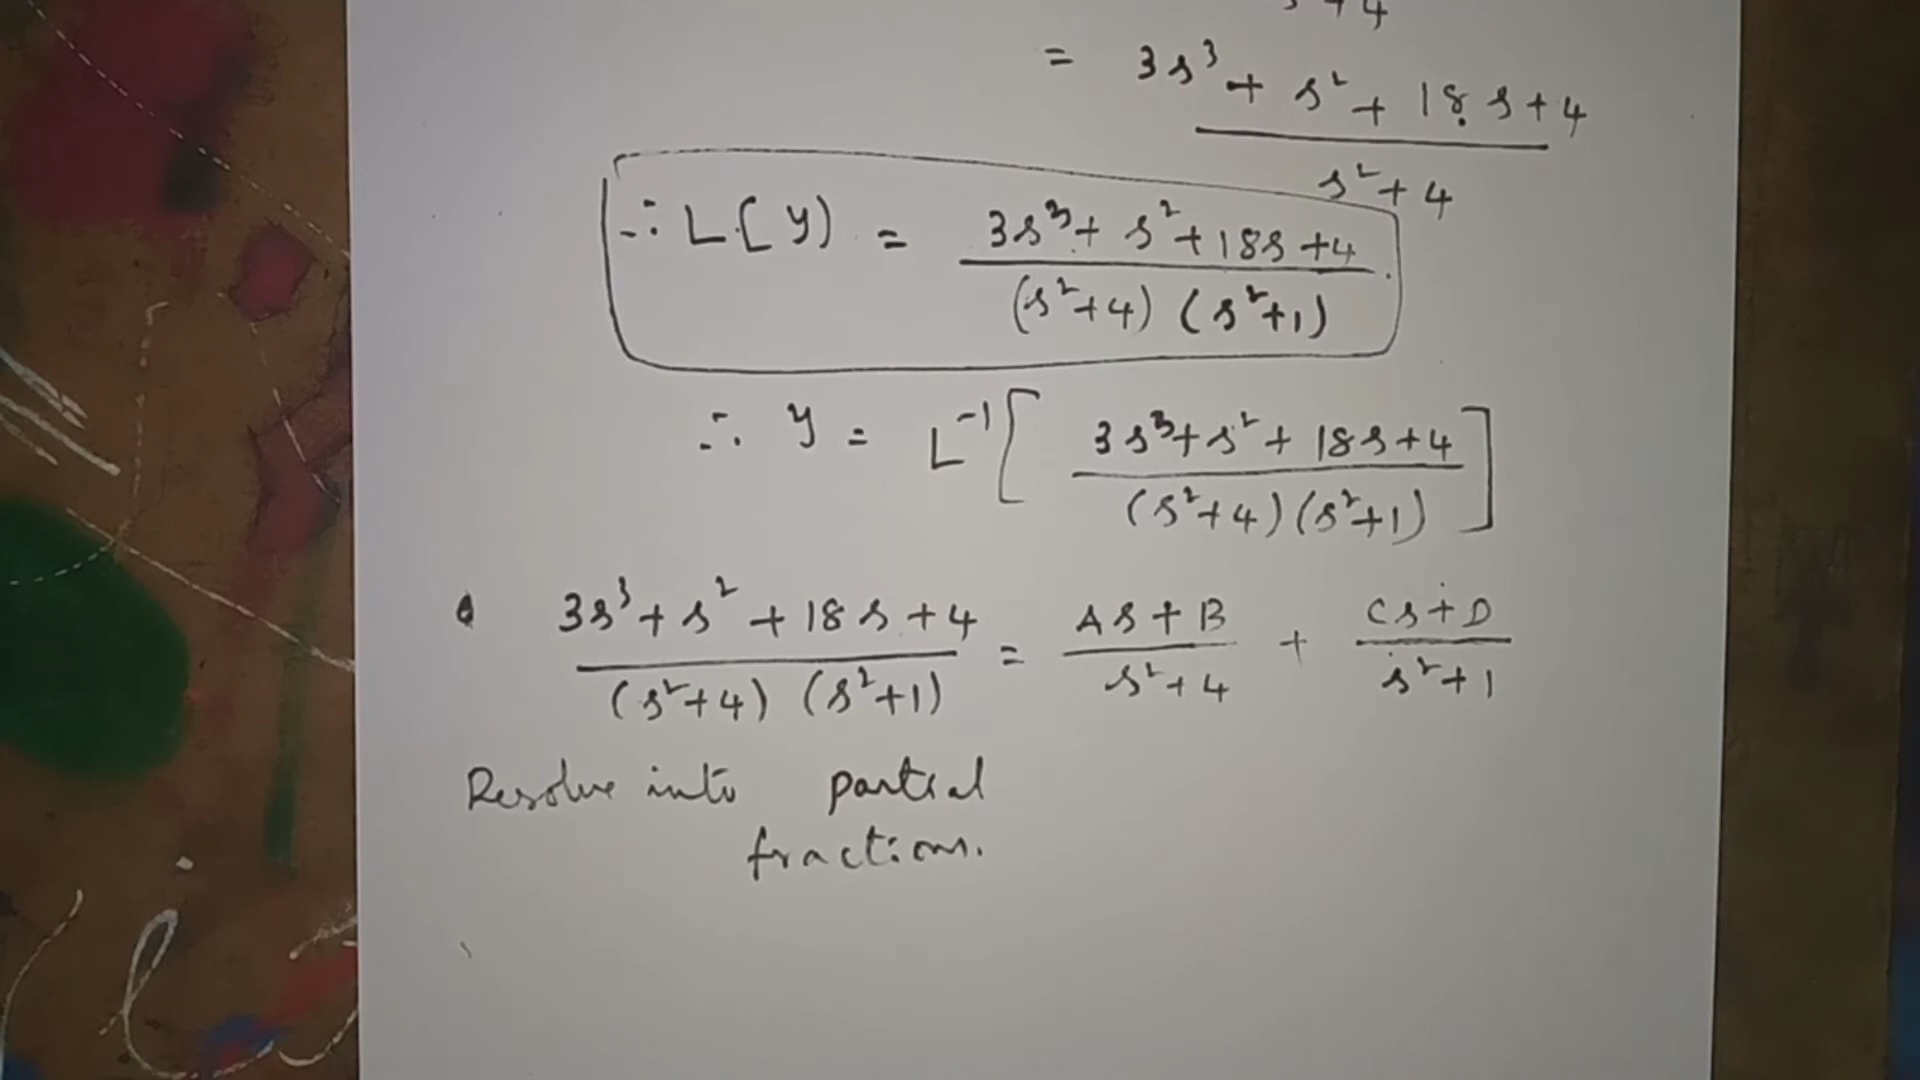 s² + 4
= 3s³ + s² + 18s + 4
s² + 4
∴ L[y) = 3s³ + s² + 18s + 4 / (s² + 4) (s² + 1).
∴ y = L⁻¹[ 3s³ + s² + 18s + 4 / (s² + 4) (s² + 1) ]
3s³ + s² + 18s + 4 / (s² + 4) (s² + 1) = As + B / s² + 4 + Cs + D / s² + 1
Resolve into partial
fractions.